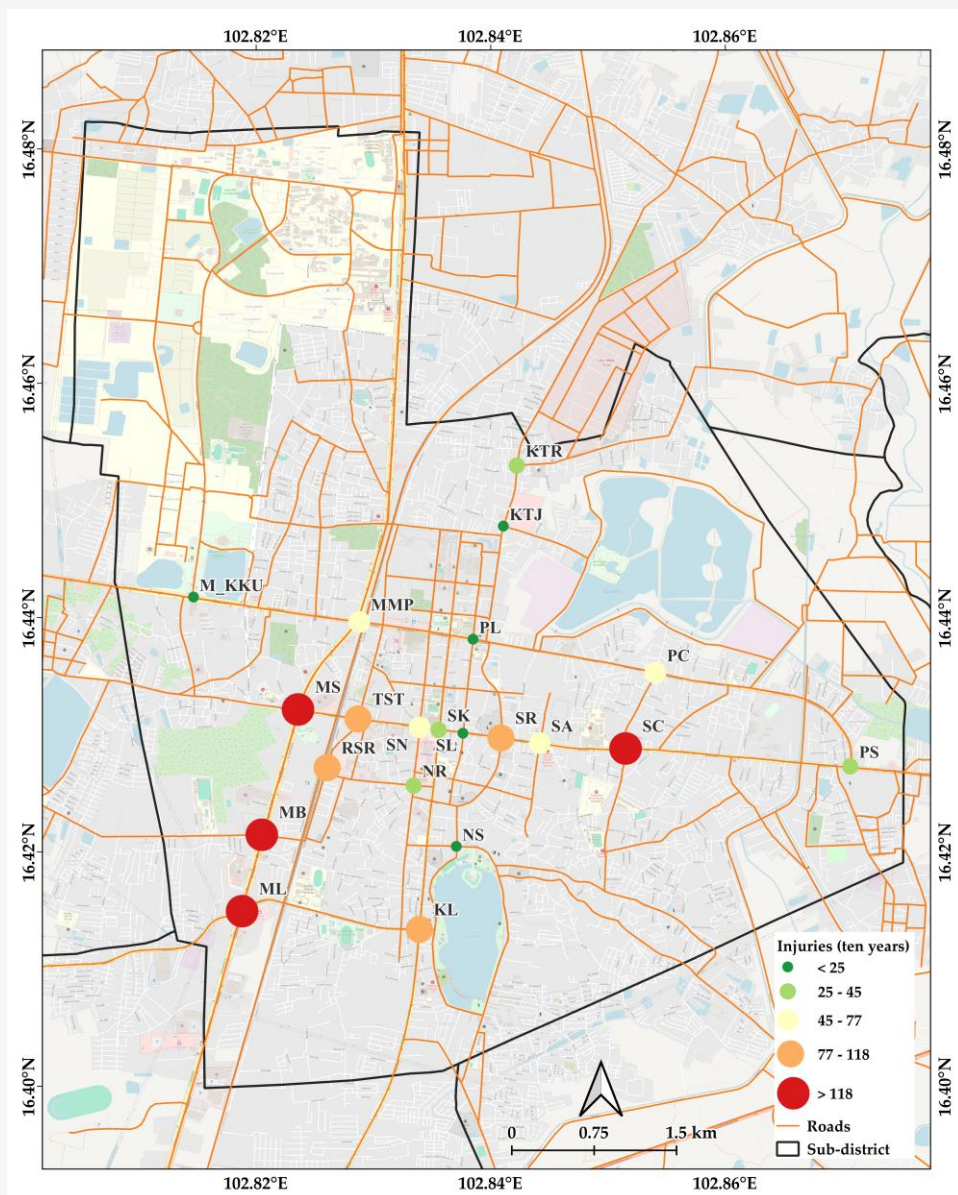 102.82°E 102.84°E 102.86°E
16.48°N 16.48°N
16.46°N 16.46°N
KTR
KTJ
M_KKU
16.44°N 16.44°N
MMP
PL
PC
MS
TST
SK
SR
SA
SC
SN
SL
RSR
PS
NR
MB
NS
16.42°N 16.42°N
ML
KL
Injuries (ten years)
< 25
25 - 45
45 - 77
77 - 118
> 118
Roads
Sub-district
16.40°N 16.40°N
0 0.75 1.5 km
102.82°E 102.84°E 102.86°E